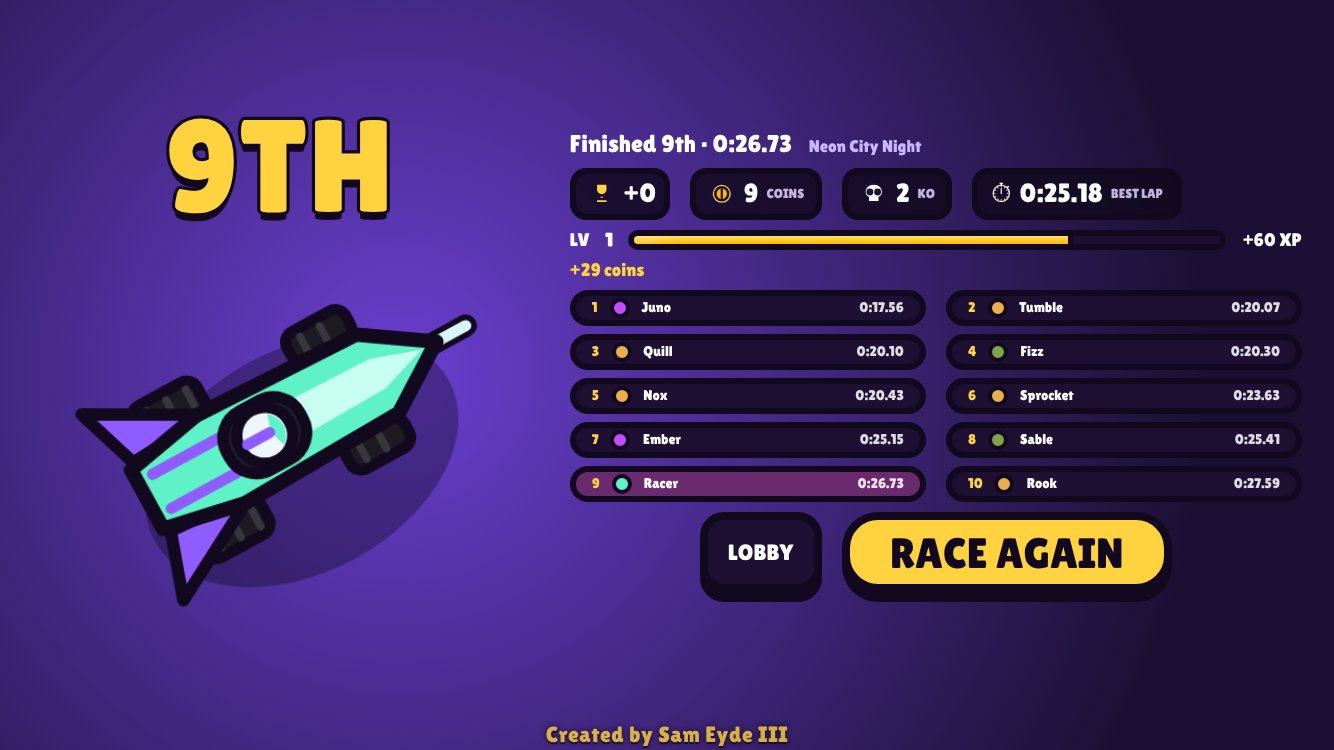 9TH
Finished 9th · 0:26.73 Neon City Night
+0 9 COINS 2 KO 0:25.18 BEST LAP
LV 1 +60 XP
+29 coins
1 Juno 0:17.56 2 Tumble 0:20.07
3 Quill 0:20.10 4 Fizz 0:20.30
5 Nox 0:20.43 6 Sprocket 0:23.63
7 Ember 0:25.15 8 Sable 0:25.41
9 Racer 0:26.73 10 Rook 0:27.59
LOBBY RACE AGAIN
Created by Sam Eyde III